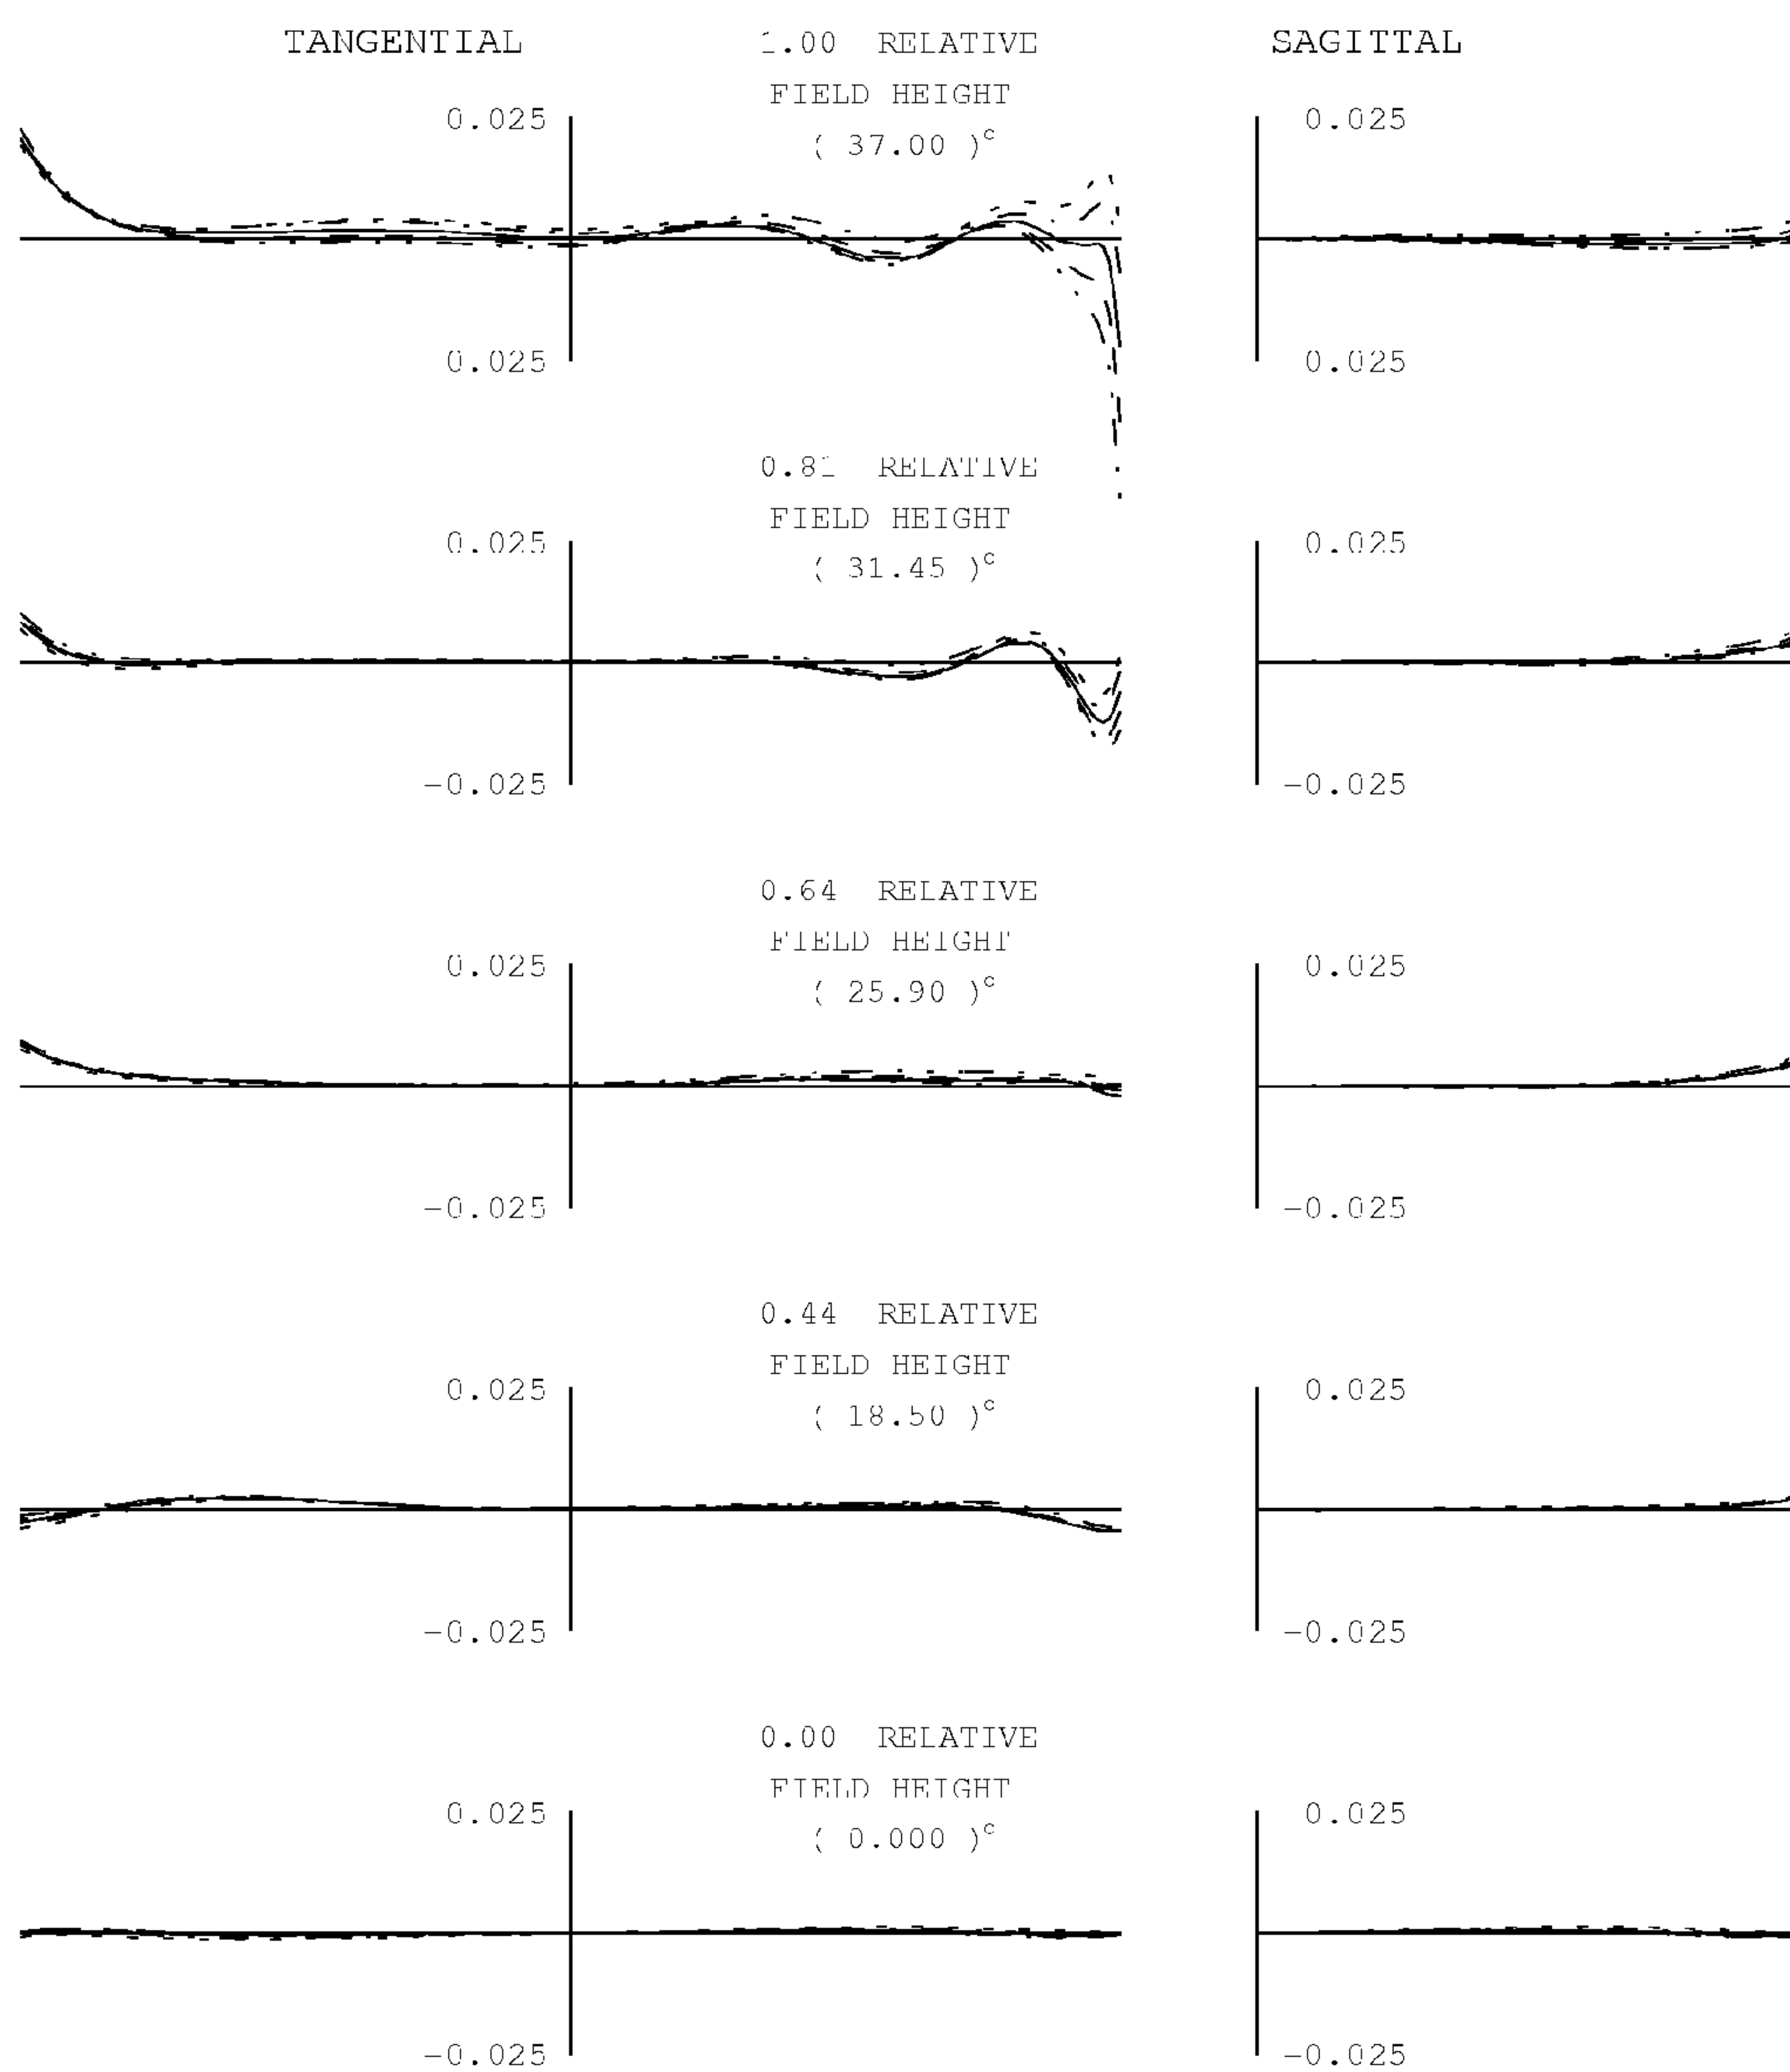 TANGENTIAL 1.00 RELATIVE SAGITTAL
FIELD HEIGHT
0.025 0.025
( 37.00 )°
0.025 0.025
0.81 RELATIVE
FIELD HEIGHT
0.025 0.025
( 31.45 )°
-0.025 -0.025
0.64 RELATIVE
FIELD HEIGHT
0.025 0.025
( 25.90 )°
-0.025 -0.025
0.44 RELATIVE
FIELD HEIGHT
0.025 0.025
( 18.50 )°
-0.025 -0.025
0.00 RELATIVE
FIELD HEIGHT
0.025 0.025
( 0.000 )°
-0.025 -0.025